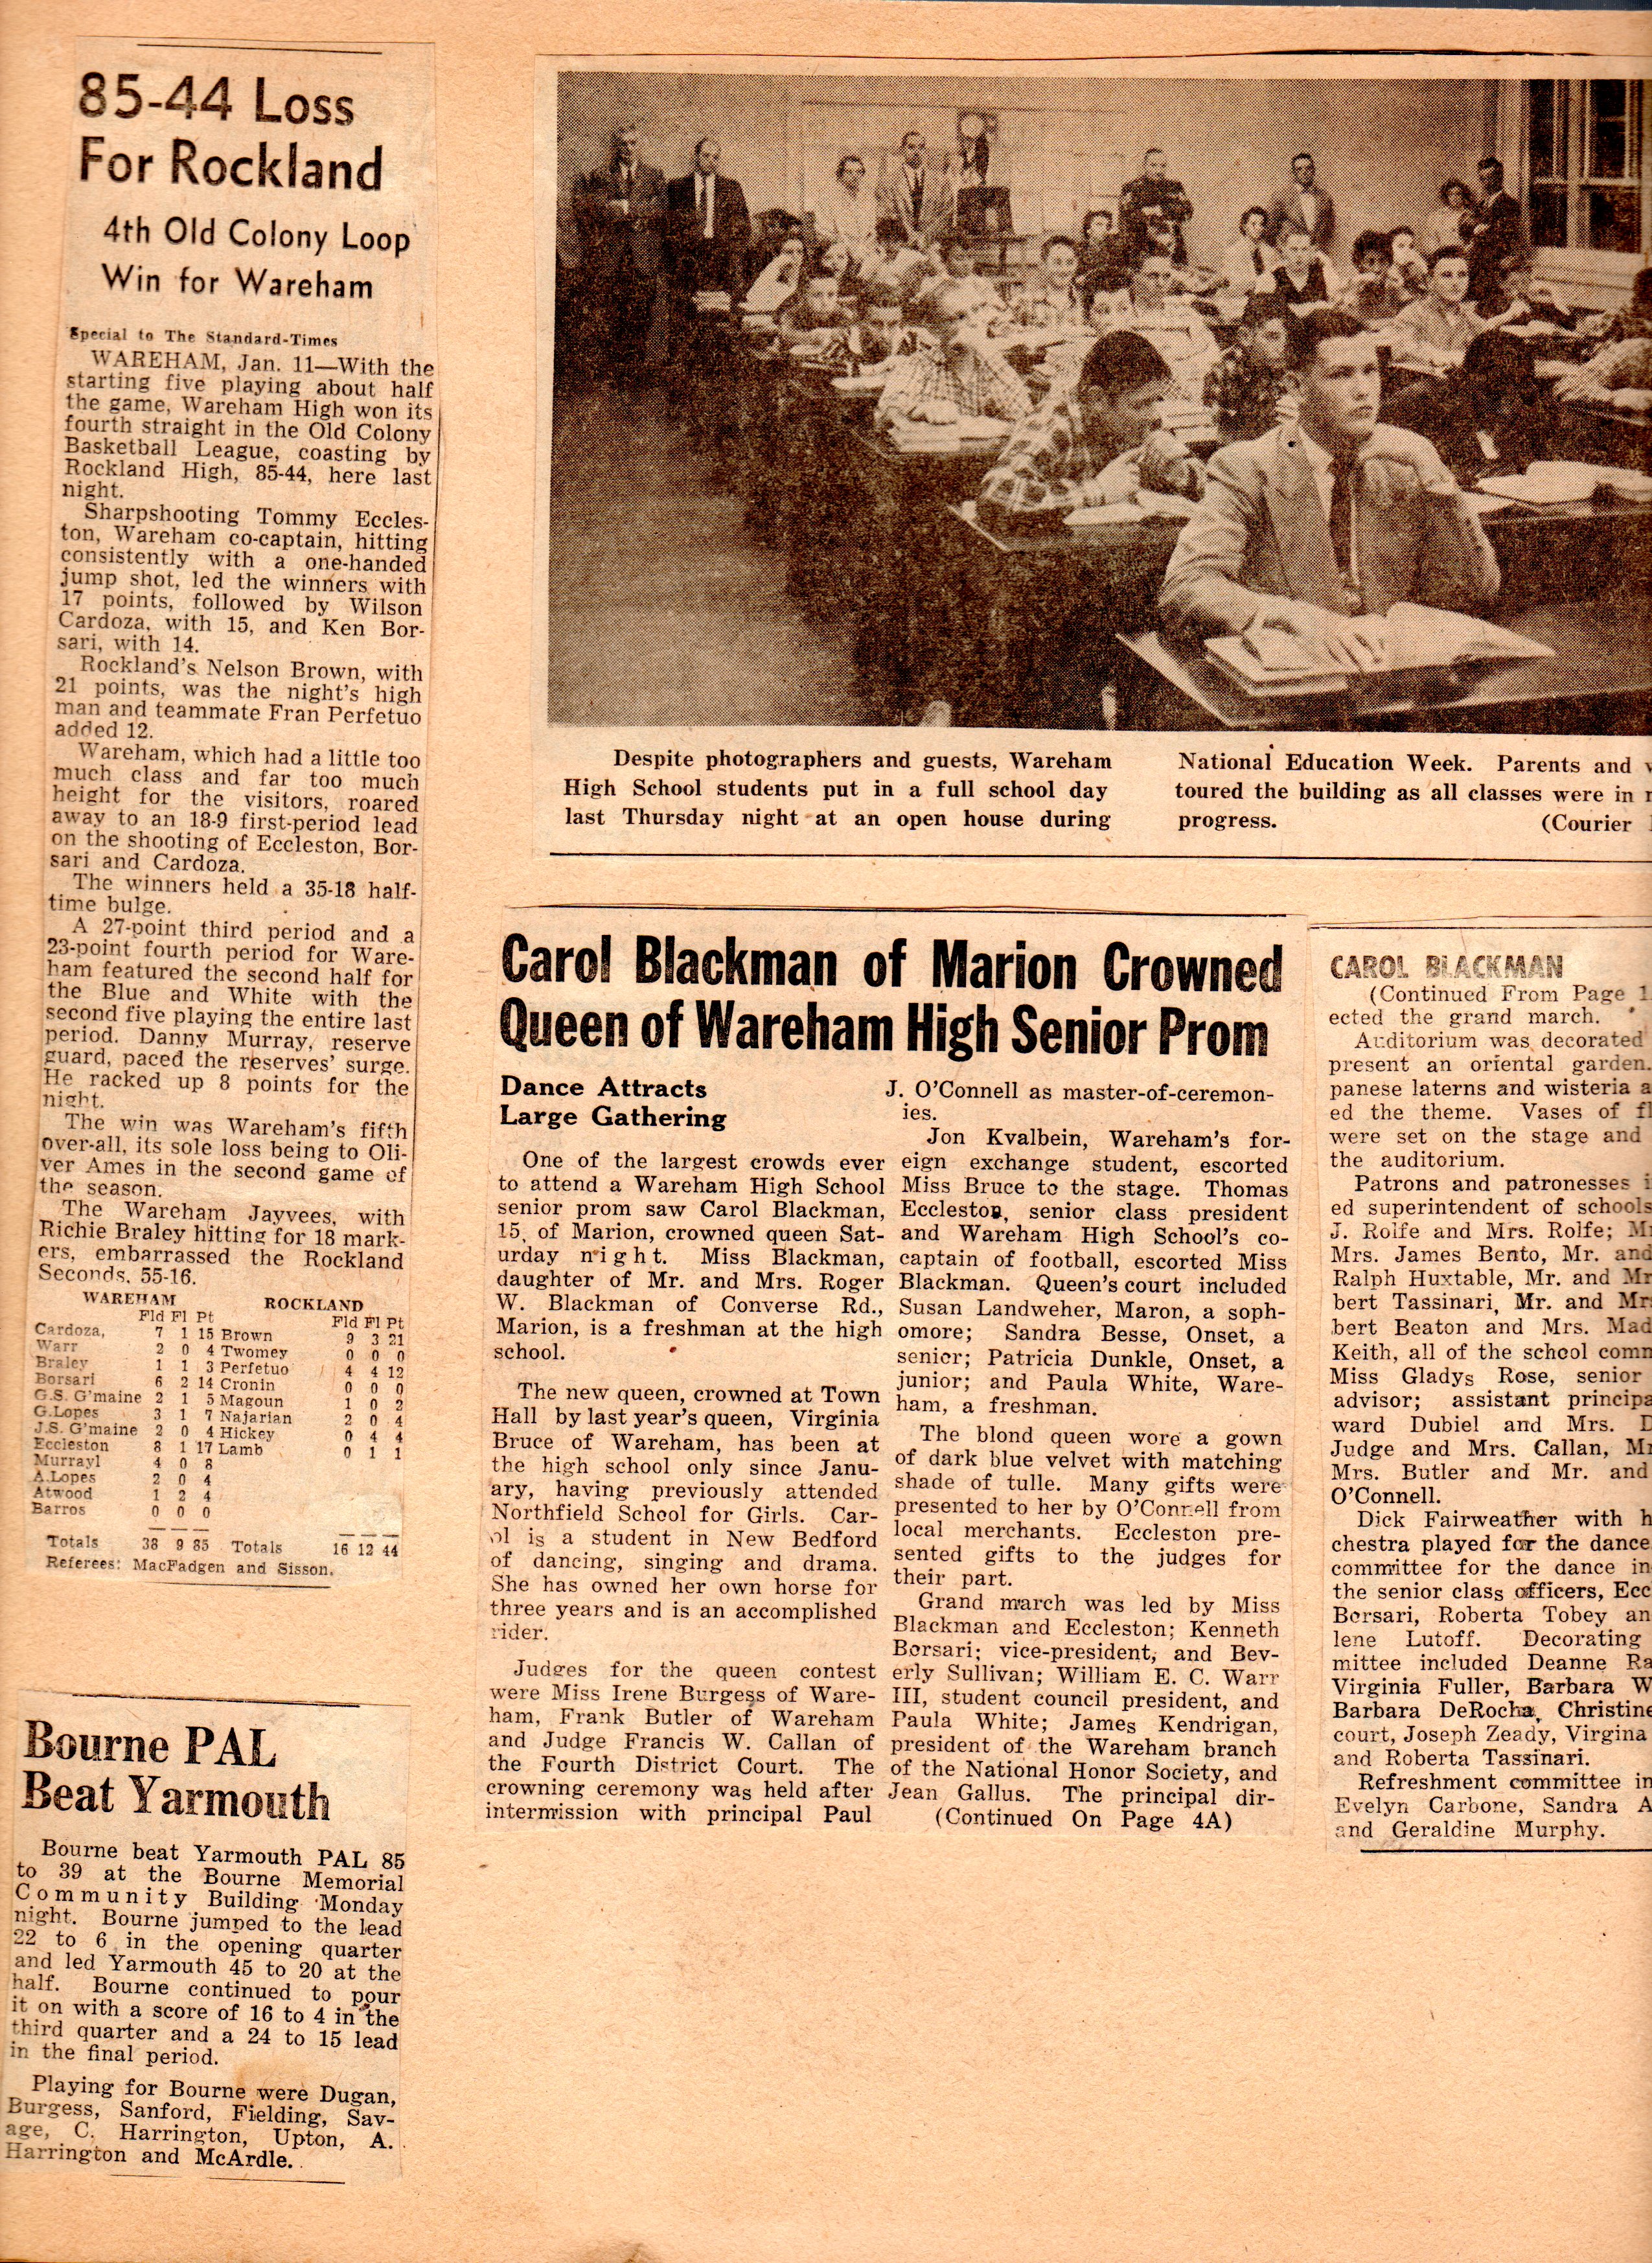 85-44 Loss
For Rockland
4th Old Colony Loop
Win for Wareham
Special to The Standard-Times
WAREHAM, Jan. 11—With the
starting five playing about half
the game, Wareham High won its
fourth straight in the Old Colony
Basketball League, coasting by
Rockland High, 85-44, here last
night.
Sharpshooting Tommy Eccles-
ton, Wareham co-captain, hitting
consistently with a one-handed
jump shot, led the winners with
17 points, followed by Wilson
Cardoza, with 15, and Ken Bor-
sari, with 14.
Rockland's Nelson Brown, with
21 points, was the night's high
man and teammate Fran Perfetuo
added 12.
Wareham, which had a little too
much class and far too much
height for the visitors, roared
away to an 18-9 first-period lead
on the shooting of Eccleston, Bor-
sari and Cardoza.
The winners held a 35-18 half-
time bulge.
A 27-point third period and a
23-point fourth period for Ware-
ham featured the second half for
the Blue and White with the
second five playing the entire last
period. Danny Murray, reserve
guard, paced the reserves' surge.
He racked up 8 points for the
night.
The win was Wareham's fifth
over-all, its sole loss being to Oli-
ver Ames in the second game of
the season.
The Wareham Jayvees, with
Richie Braley hitting for 18 mark-
ers, embarrassed the Rockland
Seconds, 55-16.
WAREHAM ROCKLAND
Fld Fl Pt Fld Fl Pt
Cardoza, 7 1 15 Brown 9 3 21
Warr 2 0 4 Twomey 0 0 0
Braley 1 1 3 Perfetuo 4 4 12
Borsari 6 2 14 Cronin 0 0 0
G.S. G'maine 2 1 5 Magoun 1 0 2
G.Lopes 3 1 7 Najarian 2 0 4
J.S. G'maine 2 0 4 Hickey 0 4 4
Eccleston 8 1 17 Lamb 0 1 1
Murrayl 4 0 8
A.Lopes 2 0 4
Atwood 1 2 4
Barros 0 0 0
Totals 38 9 85 Totals 16 12 44
Referees: MacFadgen and Sisson.
Bourne PAL
Beat Yarmouth
Bourne beat Yarmouth PAL 85
to 39 at the Bourne Memorial
Community Building Monday
night. Bourne jumped to the lead
22 to 6 in the opening quarter
and led Yarmouth 45 to 20 at the
half. Bourne continued to pour
it on with a score of 16 to 4 in the
third quarter and a 24 to 15 lead
in the final period.
Playing for Bourne were Dugan,
Burgess, Sanford, Fielding, Sav-
age, C. Harrington, Upton, A.
Harrington and McArdle.
Despite photographers and guests, Wareham
High School students put in a full school day
last Thursday night at an open house during
National Education Week. Parents and
toured the building as all classes were in
progress. (Courier
Carol Blackman of Marion Crowned
Queen of Wareham High Senior Prom
Dance Attracts
Large Gathering
One of the largest crowds ever
to attend a Wareham High School
senior prom saw Carol Blackman,
15, of Marion, crowned queen Sat-
urday night. Miss Blackman,
daughter of Mr. and Mrs. Roger
W. Blackman of Converse Rd.,
Marion, is a freshman at the high
school.
The new queen, crowned at Town
Hall by last year's queen, Virginia
Bruce of Wareham, has been at
the high school only since Janu-
ary, having previously attended
Northfield School for Girls. Car-
ol is a student in New Bedford
of dancing, singing and drama.
She has owned her own horse for
three years and is an accomplished
rider.
Judges for the queen contest
were Miss Irene Burgess of Ware-
ham, Frank Butler of Wareham
and Judge Francis W. Callan of
the Fourth District Court. The
crowning ceremony was held after
intermission with principal Paul
J. O'Connell as master-of-ceremon-
ies.
Jon Kvalbein, Wareham's for-
eign exchange student, escorted
Miss Bruce to the stage. Thomas
Eccleston, senior class president
and Wareham High School's co-
captain of football, escorted Miss
Blackman. Queen's court included
Susan Landweher, Maron, a soph-
omore; Sandra Besse, Onset, a
senior; Patricia Dunkle, Onset, a
junior; and Paula White, Ware-
ham, a freshman.
The blond queen wore a gown
of dark blue velvet with matching
shade of tulle. Many gifts were
presented to her by O'Connell from
local merchants. Eccleston pre-
sented gifts to the judges for
their part.
Grand march was led by Miss
Blackman and Eccleston; Kenneth
Borsari; vice-president, and Bev-
erly Sullivan; William E. C. Warr
III, student council president, and
Paula White; James Kendrigan,
president of the Wareham branch
of the National Honor Society, and
Jean Gallus. The principal dir-
(Continued On Page 4A)
CAROL BLACKMAN
(Continued From Page 1
ected the grand march.
Auditorium was decorated
present an oriental garden.
panese laterns and wisteria
ed the theme. Vases of
were set on the stage and
the auditorium.
Patrons and patronesses
ed superintendent of schools
J. Rolfe and Mrs. Rolfe;
Mrs. James Bento, Mr. and
Ralph Huxtable, Mr. and
bert Tassinari, Mr. and
bert Beaton and Mrs. Mad
Keith, all of the school comm
Miss Gladys Rose, senior
advisor; assistant principa
ward Dubiel and Mrs. D
Judge and Mrs. Callan,
Mrs. Butler and Mr. and
O'Connell.
Dick Fairweather with h
chestra played for the dance
committee for the dance in
the senior class officers, Ecc
Borsari, Roberta Tobey an
lene Lutoff. Decorating
mittee included Deanne Ra
Virginia Fuller, Barbara W
Barbara DeRocha, Christine
court, Joseph Zeady, Virgina
and Roberta Tassinari.
Refreshment committee in
Evelyn Carbone, Sandra A
and Geraldine Murphy.